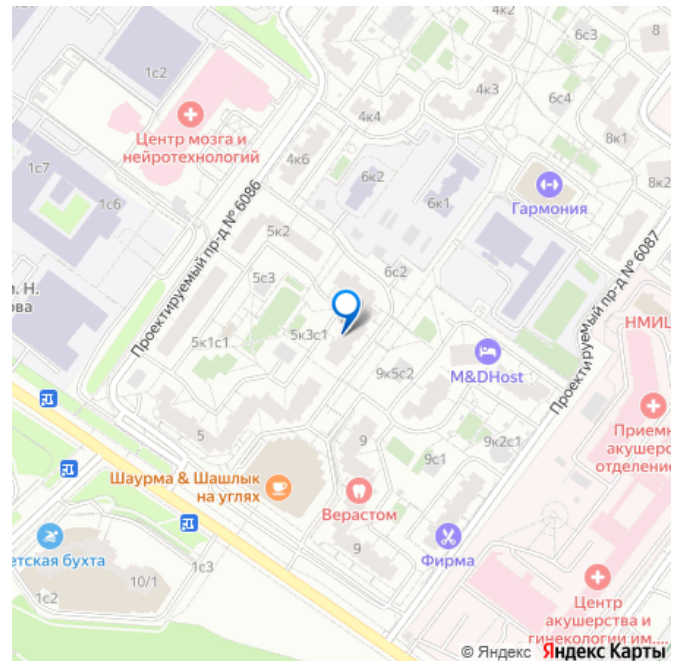 4к2
6с3
8
1с2
4к3
6с4
4к4
Центр мозга и
нейротехнологий
8к1
4к6
1с7
6к2
8к2
1с6
6к1
Гармония
Проектируемый пр-д № 6086
5к2
Проектируемый пр-д № 6087
6с2
5с3
м. Н.
ова
НМИЦ
5к3с1
5к1с1
M&DHost
9к5с2
Приемн
акушерс
отделение
5
9
9к2с1
9с1
Шаурма & Шашлык
на углях
Верастом
етская бухта
9
Фирма
1с3
10/1
1с2
Центр
акушерства и
гинекологии им....
© Яндекс Яндекс Карты